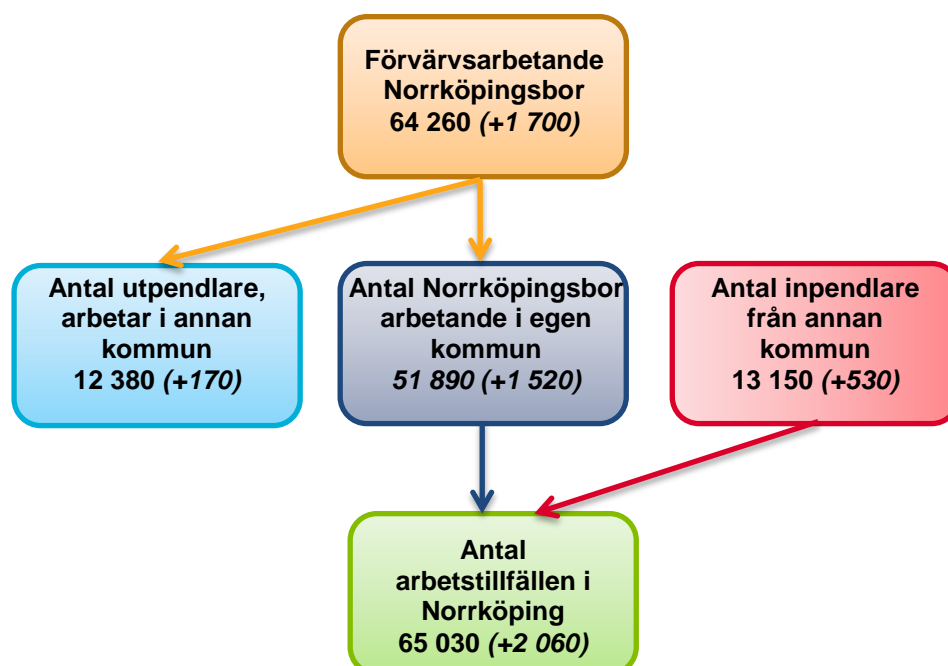 Förvärvsarbetande
Norrköpingsbor
64 260 (+1 700)
Antal utpendlare,
arbetar i annan
kommun
12 380 (+170)
Antal Norrköpingsbor
arbetande i egen
kommun
51 890 (+1 520)
Antal inpendlare
från annan
kommun
13 150 (+530)
Antal
arbetstillfällen i
Norrköping
65 030 (+2 060)